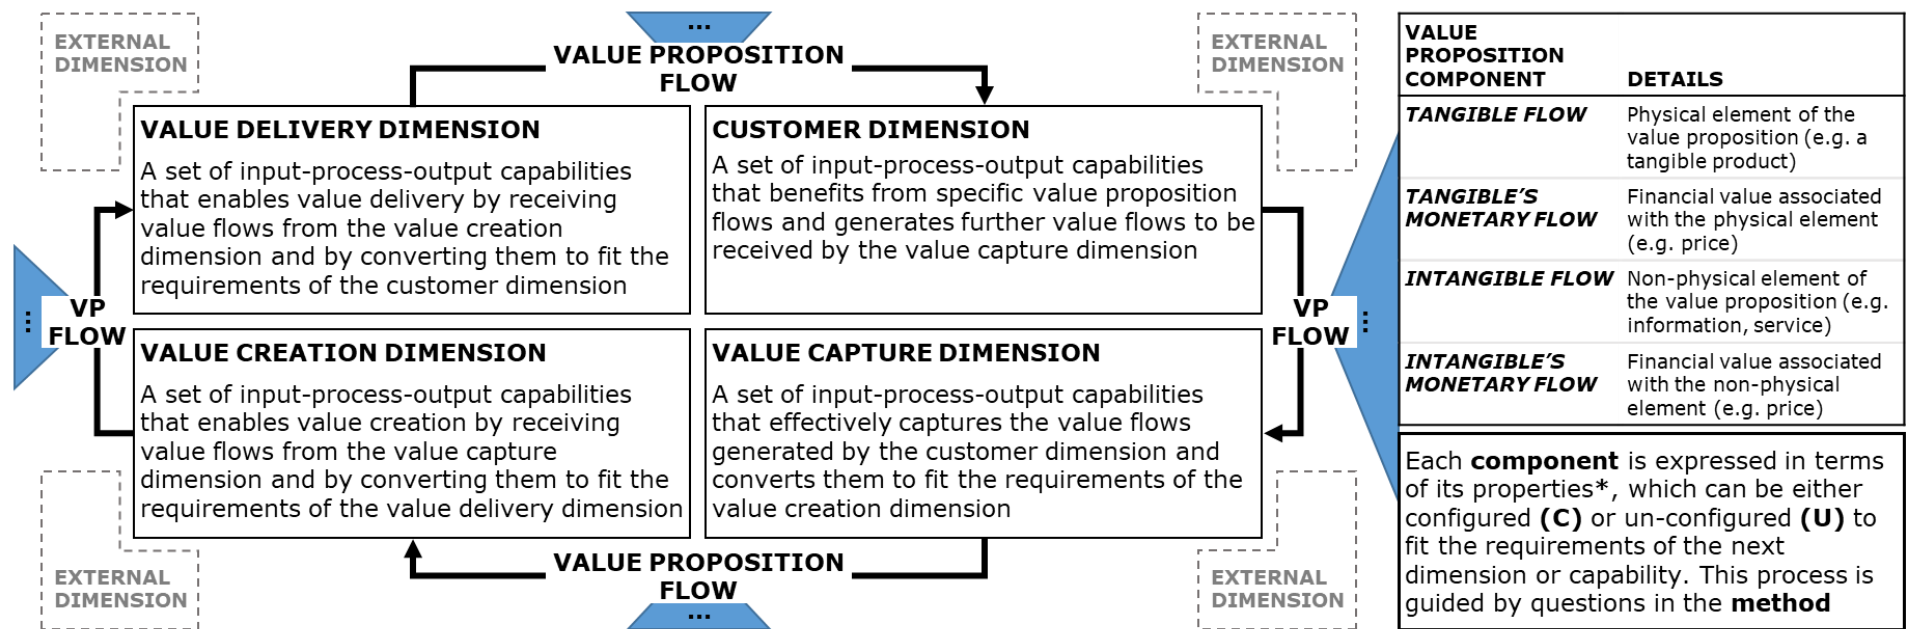 EXTERNAL
DIMENSION
...
VALUE PROPOSITION
FLOW
EXTERNAL
DIMENSION
VALUE DELIVERY DIMENSION
A set of input-process-output capabilities
that enables value delivery by receiving
value flows from the value creation
dimension and by converting them to fit the
requirements of the customer dimension
CUSTOMER DIMENSION
A set of input-process-output capabilities
that benefits from specific value proposition
flows and generates further value flows to be
received by the value capture dimension
...
VP
FLOW
VP
FLOW
...
VALUE CREATION DIMENSION
A set of input-process-output capabilities
that enables value creation by receiving
value flows from the value capture
dimension and by converting them to fit the
requirements of the value delivery dimension
VALUE CAPTURE DIMENSION
A set of input-process-output capabilities
that effectively captures the value flows
generated by the customer dimension and
converts them to fit the requirements of the
value creation dimension
EXTERNAL
DIMENSION
VALUE PROPOSITION
FLOW
...
EXTERNAL
DIMENSION
VALUE
PROPOSITION
COMPONENT
DETAILS
TANGIBLE FLOW
Physical element of the
value proposition (e.g. a
tangible product)
TANGIBLE'S
MONETARY FLOW
Financial value associated
with the physical element
(e.g. price)
INTANGIBLE FLOW
Non-physical element of
the value proposition (e.g.
information, service)
INTANGIBLE'S
MONETARY FLOW
Financial value associated
with the non-physical
element (e.g. price)
Each component is expressed in terms
of its properties*, which can be either
configured (C) or un-configured (U) to
fit the requirements of the next
dimension or capability. This process is
guided by questions in the method